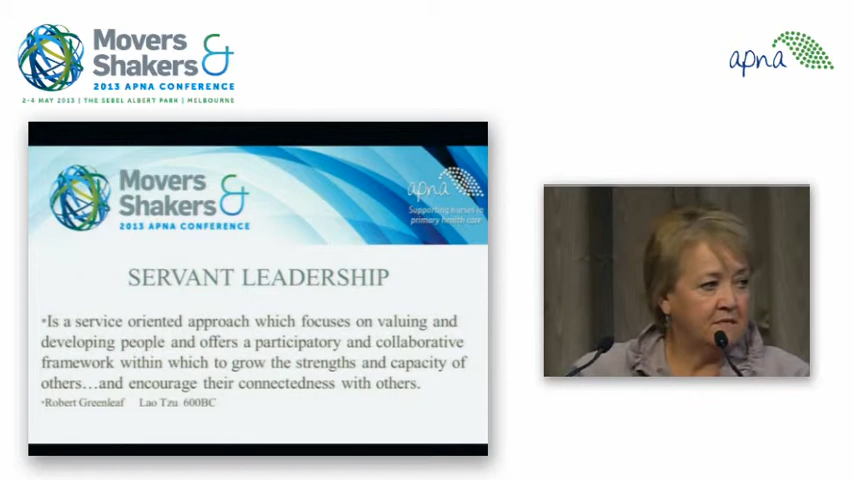 Movers &
Shakers
2013 APNA CONFERENCE
2-4 MAY 2013 | THE SEBEL ALBERT PARK | MELBOURNE
apna
Movers &
Shakers
2013 APNA CONFERENCE
apna
Supporting nurses in
primary health care
SERVANT LEADERSHIP
•Is a service oriented approach which focuses on valuing and
developing people and offers a participatory and collaborative
framework within which to grow the strengths and capacity of
others…and encourage their connectedness with others.
•Robert Greenleaf Lao Tzu 600BC